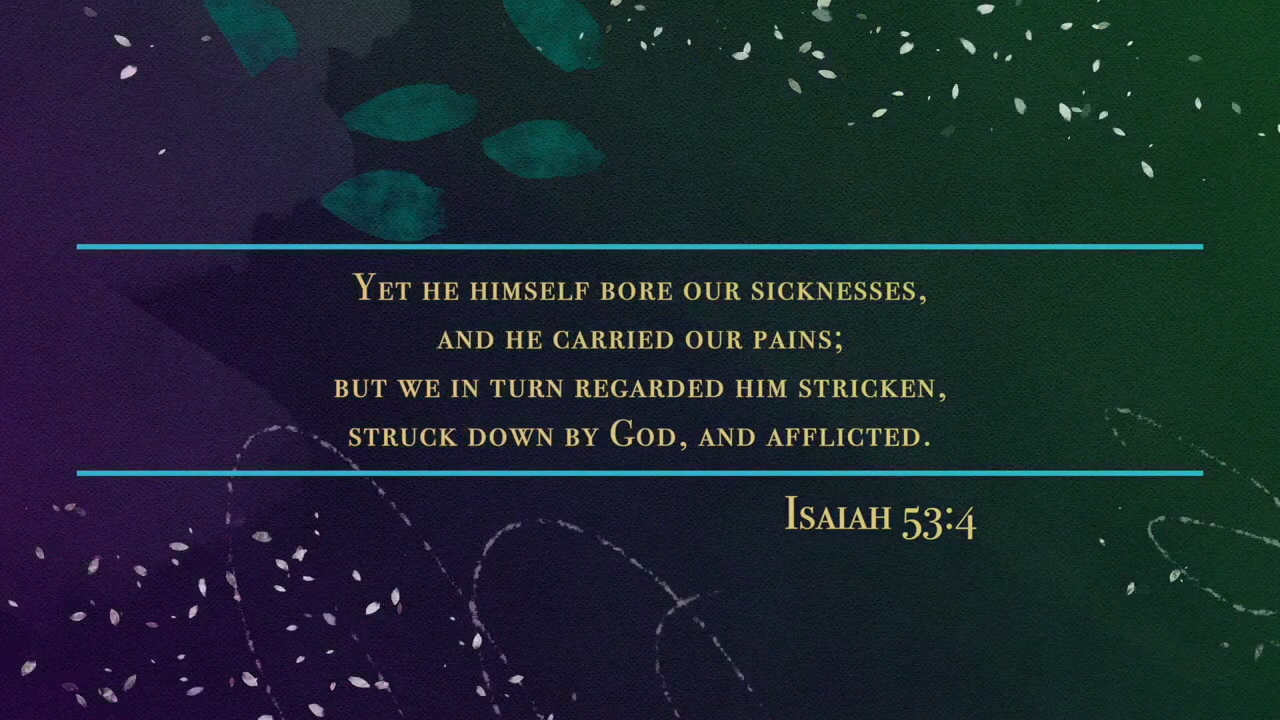 Yet he himself bore our sicknesses,
and he carried our pains;
but we in turn regarded him stricken,
struck down by God, and afflicted.
Isaiah 53:4